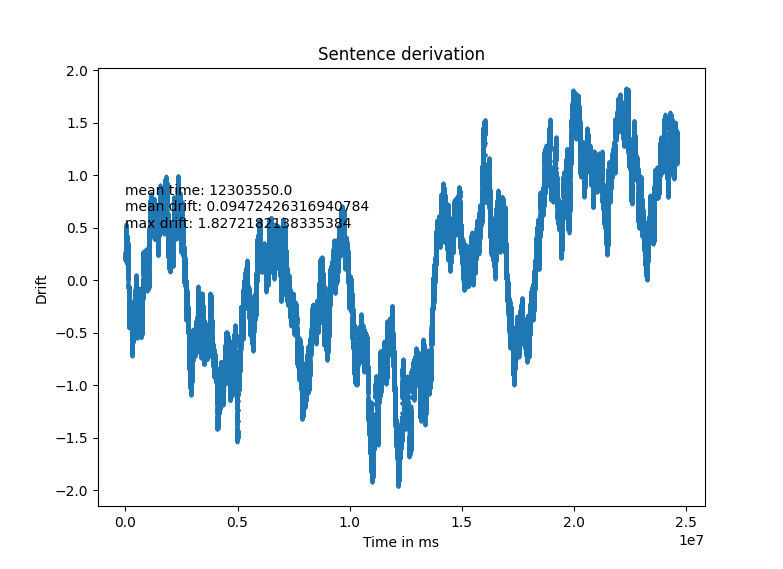 Sentence derivation
2.0
1.5
1.0
0.5
0.0
−0.5
−1.0
−1.5
−2.0
Drift
mean time: 12303550.0
mean drift: 0.09472426316940784
max drift: 1.8272182138335384
0.0 0.5 1.0 1.5 2.0 2.5
1e7
Time in ms